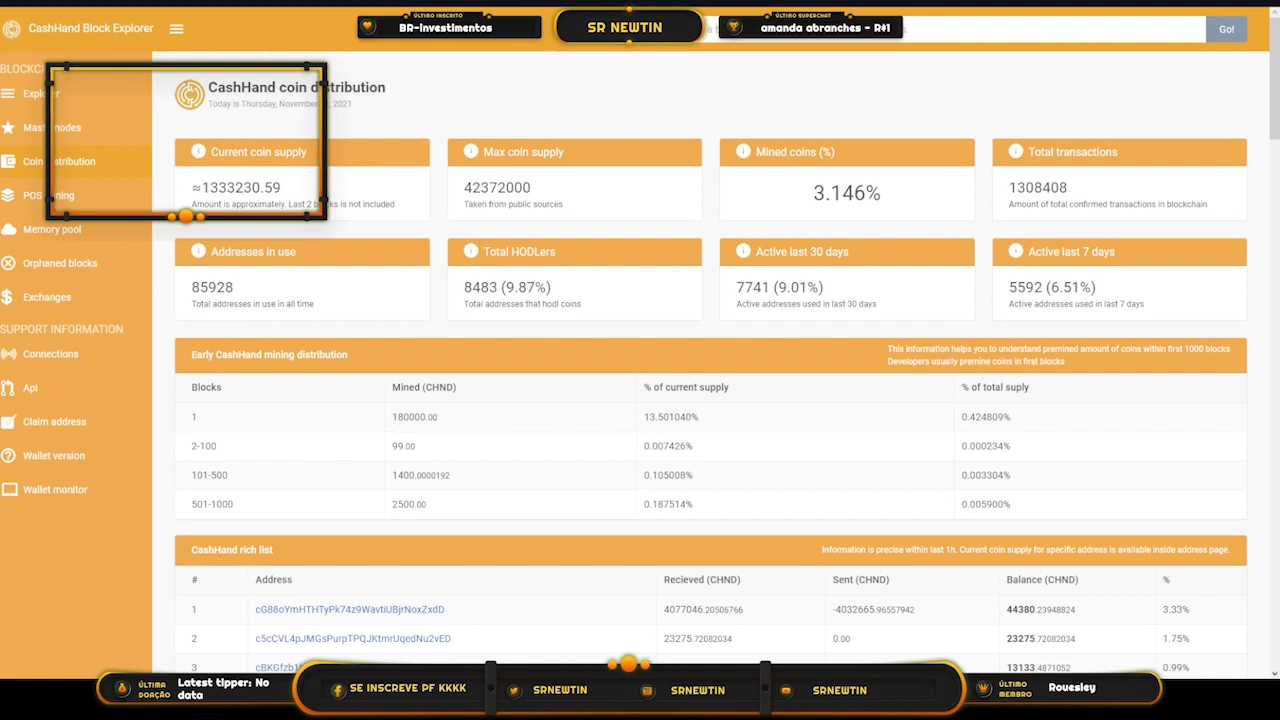 CashHand Block Explorer
ÚLTIMO INSCRITO
BR-investimentos
SR NEWTIN
ÚLTIMO SUPERCHAT
amanda abranches - R$1
Go!
BLOCKC
Explorer
Masternodes
Coin distribution
POS mining
Memory pool
Orphaned blocks
Exchanges
SUPPORT INFORMATION
Connections
Api
Claim address
Wallet version
Wallet monitor
CashHand coin distribution
Today is Thursday, November 2021
Current coin supply
≈1333230.59
Amount is approximately. Last 2 blocks is not included
Max coin supply
42372000
Taken from public sources
Mined coins (%)
3.146%
Total transactions
1308408
Amount of total confirmed transactions in blockchain
Addresses in use
85928
Total addresses in use in all time
Total HODLers
8483 (9.87%)
Total addresses that hodl coins
Active last 30 days
7741 (9.01%)
Active addresses used in last 30 days
Active last 7 days
5592 (6.51%)
Active addresses used in last 7 days
Early CashHand mining distribution
This information helps you to understand premined amount of coins within first 1000 blocks
Developers usually premine coins in first blocks
Blocks Mined (CHND) % of current supply % of total suply
1 180000.00 13.501040% 0.424809%
2-100 99.00 0.007426% 0.000234%
101-500 1400.0000192 0.105008% 0.003304%
501-1000 2500.00 0.187514% 0.005900%
CashHand rich list
Information is precise within last 1h. Current coin supply for specific address is available inside address page.
# Address Recieved (CHND) Sent (CHND) Balance (CHND) %
1 cG88oYmHTHTyPk74z9WavtiUBjrNoxZxdD 4077046.20506766 -4032665.96557942 44380.23948824 3.33%
2 c5cCVL4pJMGsPurpTPQJKtmrUqedNu2vED 23275.72082034 0.00 23275.72082034 1.75%
3 cBKGfzb1 13133.4871052 0.99%
ÚLTIMA DOAÇÃO
Latest tipper: No data
SE INSCREVE PF KKKK
SRNEWTIN
SRNEWTIN
SRNEWTIN
ÚLTIMO MEMBRO
Rouesley